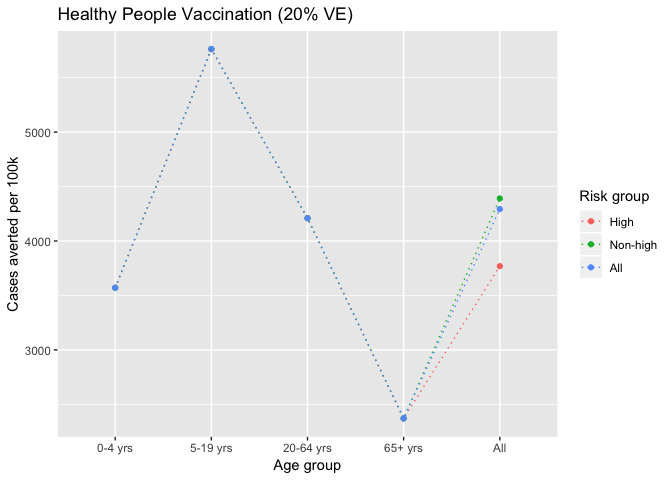 Healthy People Vaccination (20% VE)
Cases averted per 100k
5000
4000
3000
0-4 yrs
5-19 yrs
20-64 yrs
65+ yrs
All
Age group
Risk group
High
Non-high
All